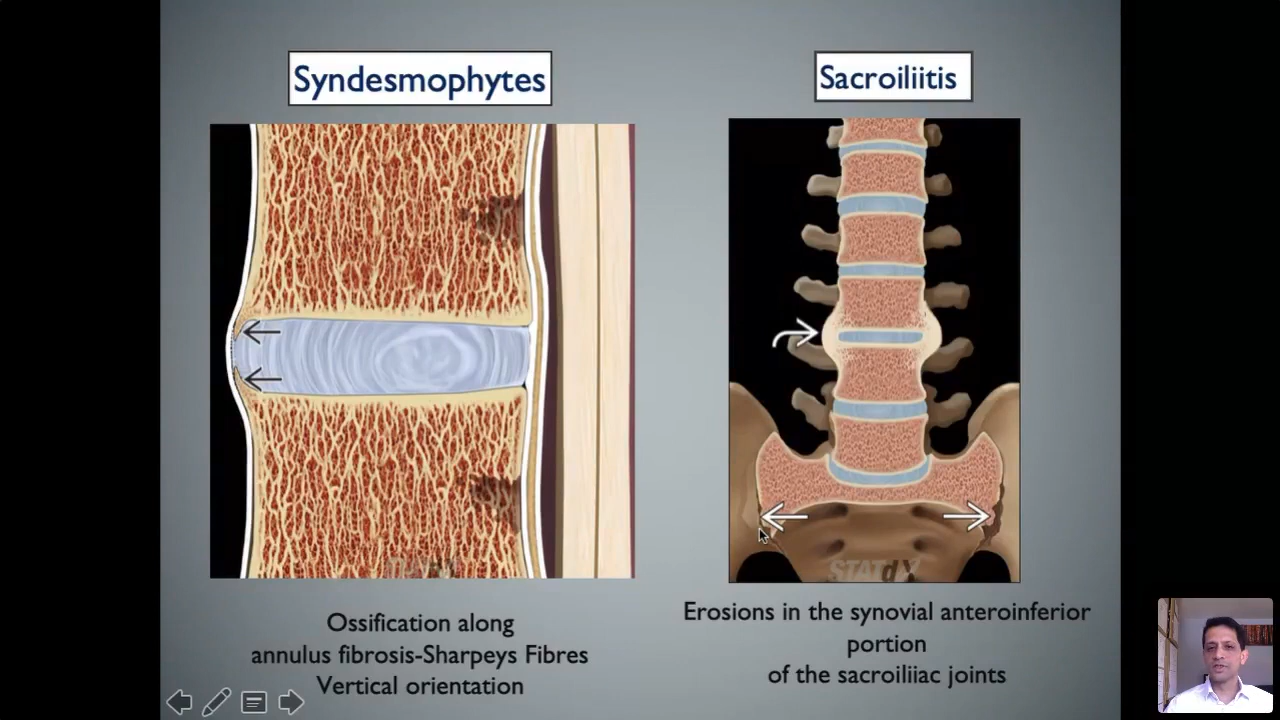 Syndesmophytes
Sacroiliitis
STATdX
Ossification along
annulus fibrosis-Sharpeys Fibres
Vertical orientation
Erosions in the synovial anteroinferior
portion
of the sacroiliiac joints